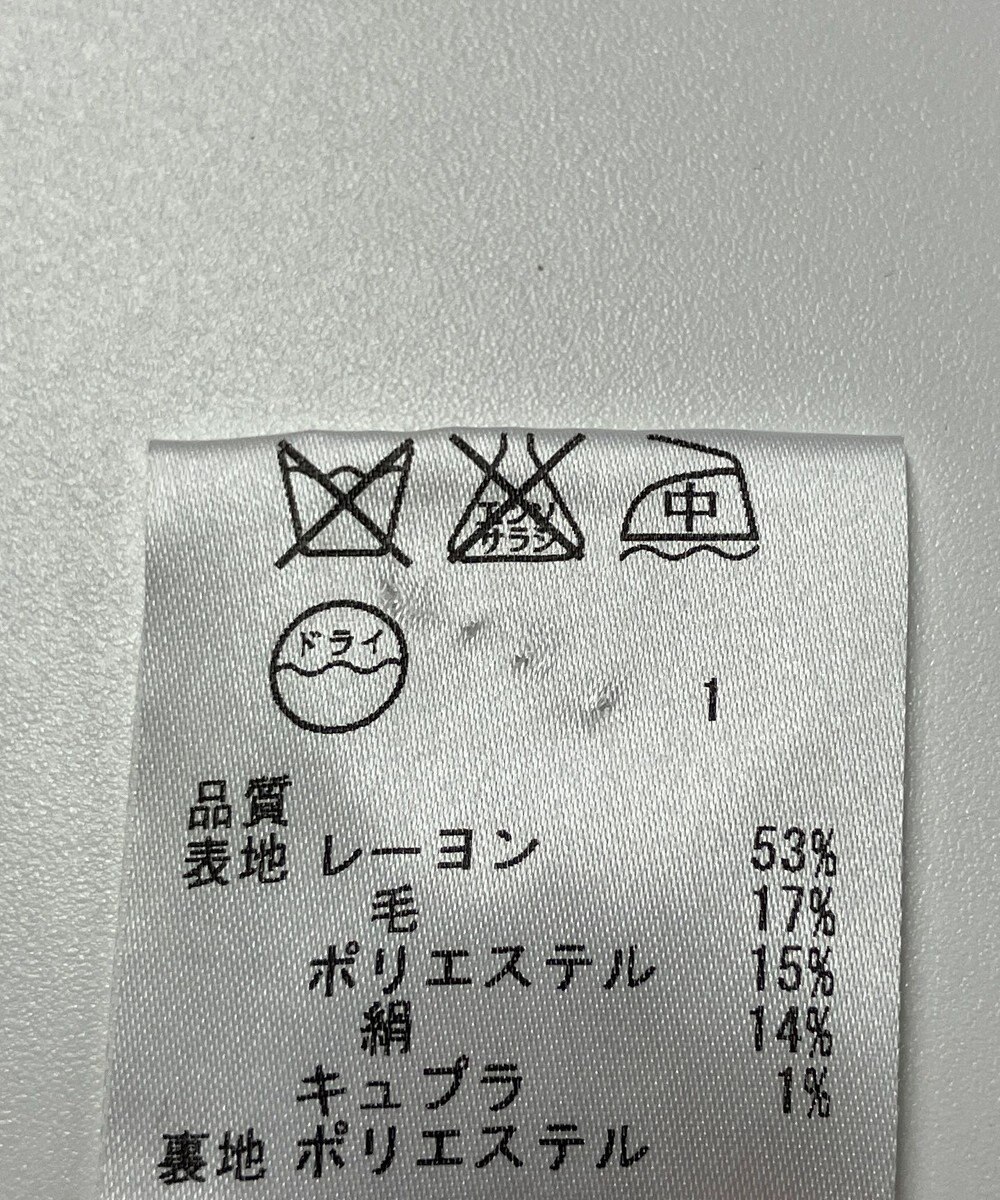 エンソ
サラシ
中
ドライ
1
品質
表地 レーヨン 53%
毛 17%
ポリエステル 15%
絹 14%
キュプラ 1%
裏地 ポリエステル